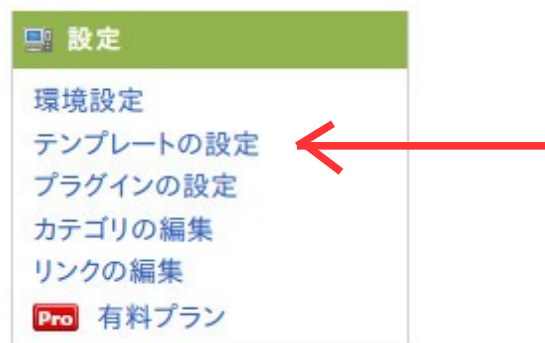 設定
環境設定
テンプレートの設定
プラグインの設定
カテゴリの編集
リンクの編集
Pro 有料プラン